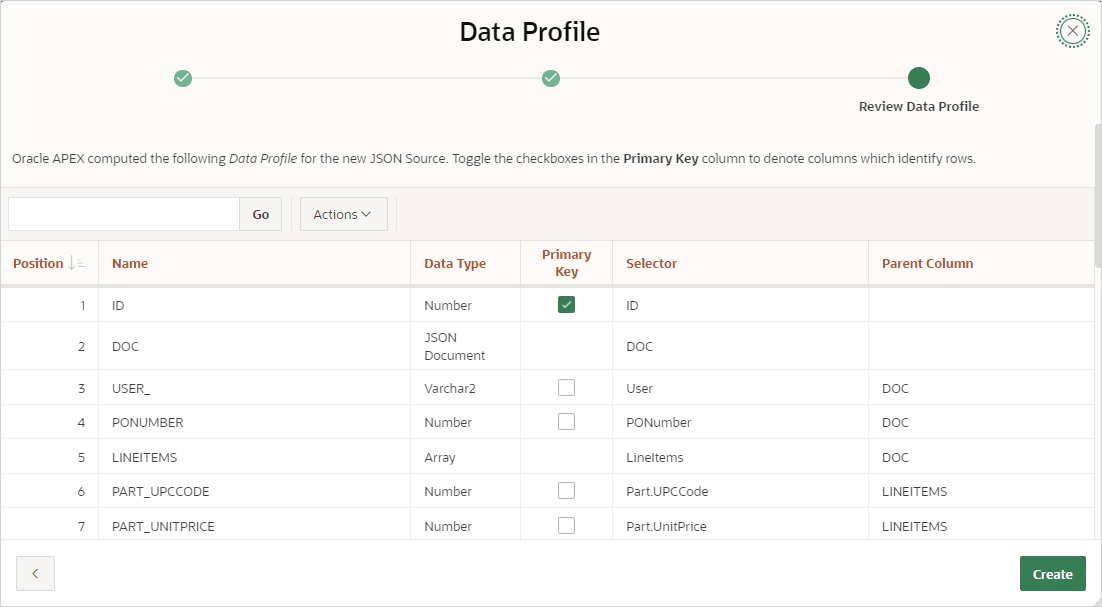 Data Profile
Review Data Profile
Oracle APEX computed the following Data Profile for the new JSON Source. Toggle the checkboxes in the Primary Key column to denote columns which identify rows.
Go Actions
Position Name Data Type Primary Key Selector Parent Column
1 ID Number ID
2 DOC JSON Document DOC
3 USER_ Varchar2 User DOC
4 PONUMBER Number PONumber DOC
5 LINEITEMS Array LineItems DOC
6 PART_UPCCODE Number Part.UPCCode LINEITEMS
7 PART_UNITPRICE Number Part.UnitPrice LINEITEMS
Create